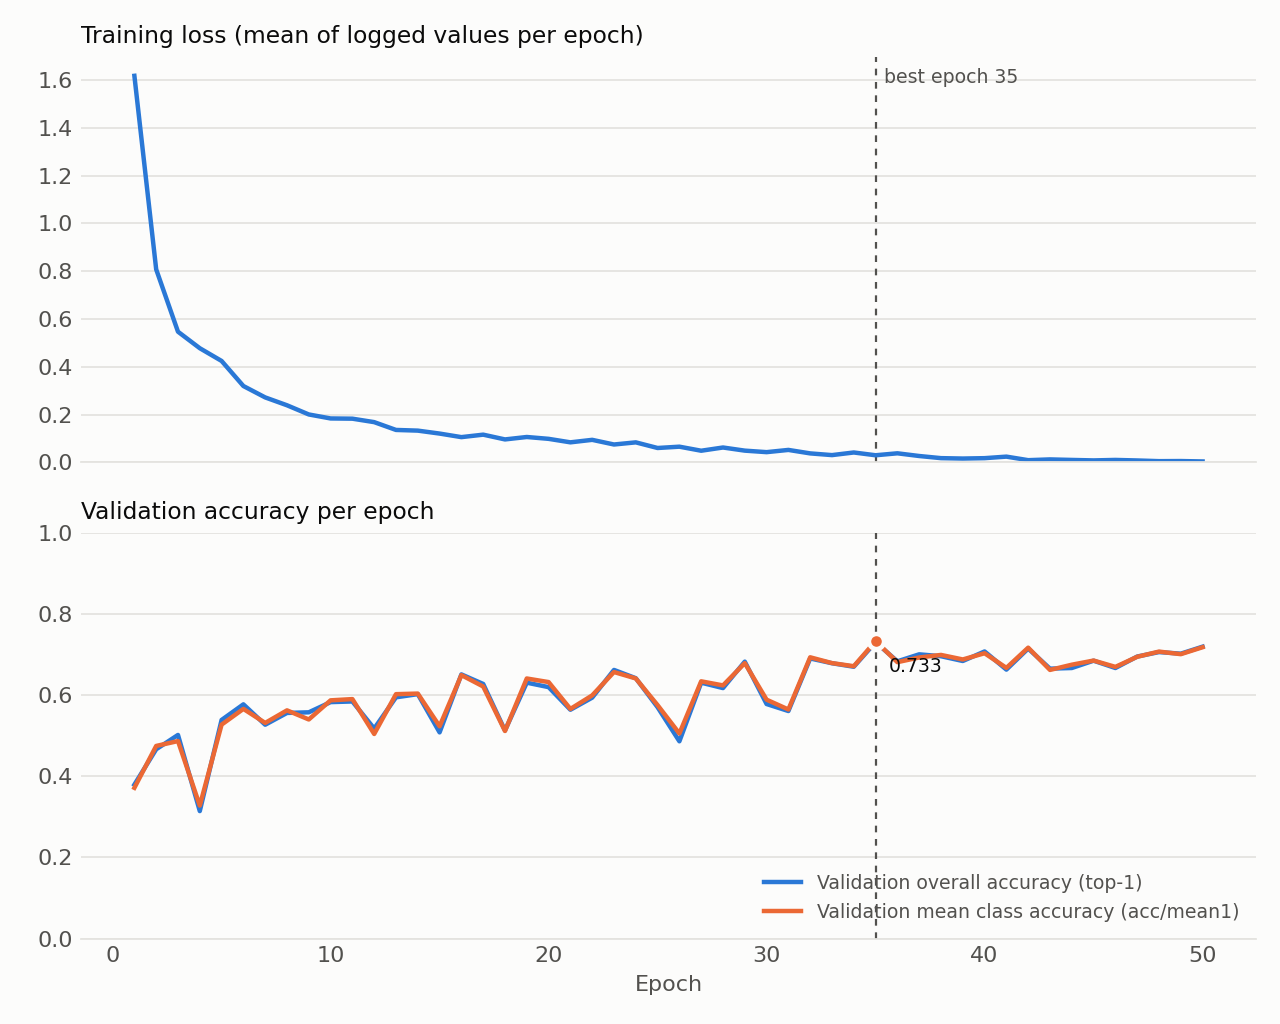 Training loss (mean of logged values per epoch)
1.6
best epoch 35
1.4
1.2
1.0
0.8
0.6
0.4
0.2
0.0
Validation accuracy per epoch
1.0
0.8
0.733
0.6
0.4
0.2
Validation overall accuracy (top-1)
Validation mean class accuracy (acc/mean1)
0.0
0 10 20 30 40 50
Epoch